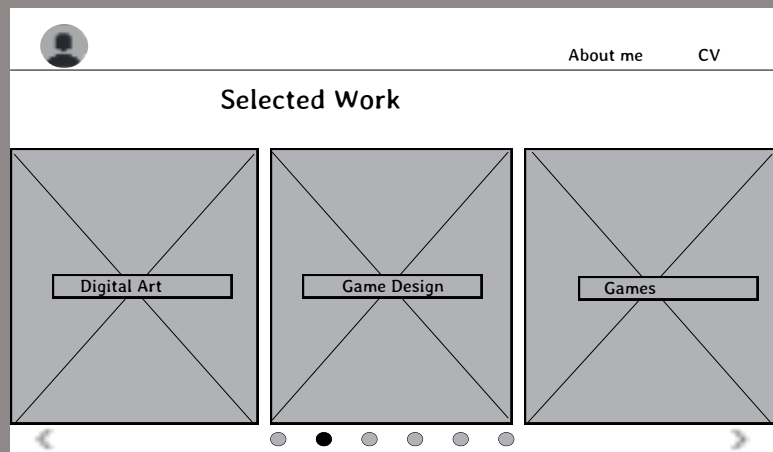 About me CV
Selected Work
Digital Art
Game Design
Games